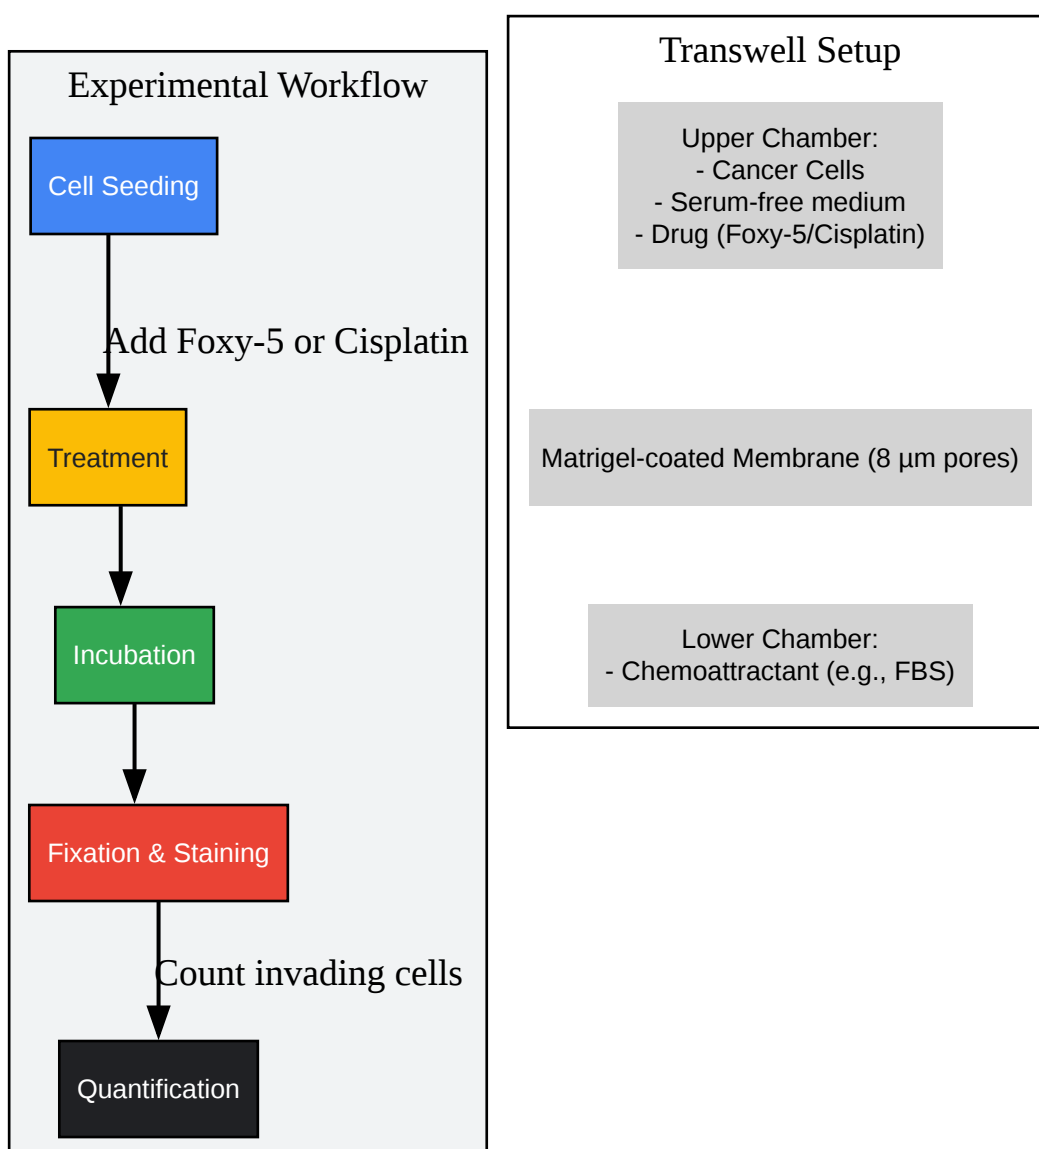 Experimental Workflow
Cell Seeding
Add Foxy-5 or Cisplatin
Treatment
Incubation
Fixation & Staining
Count invading cells
Quantification
Transwell Setup
Upper Chamber:
- Cancer Cells
- Serum-free medium
- Drug (Foxy-5/Cisplatin)
Matrigel-coated Membrane (8 µm pores)
Lower Chamber:
- Chemoattractant (e.g., FBS)